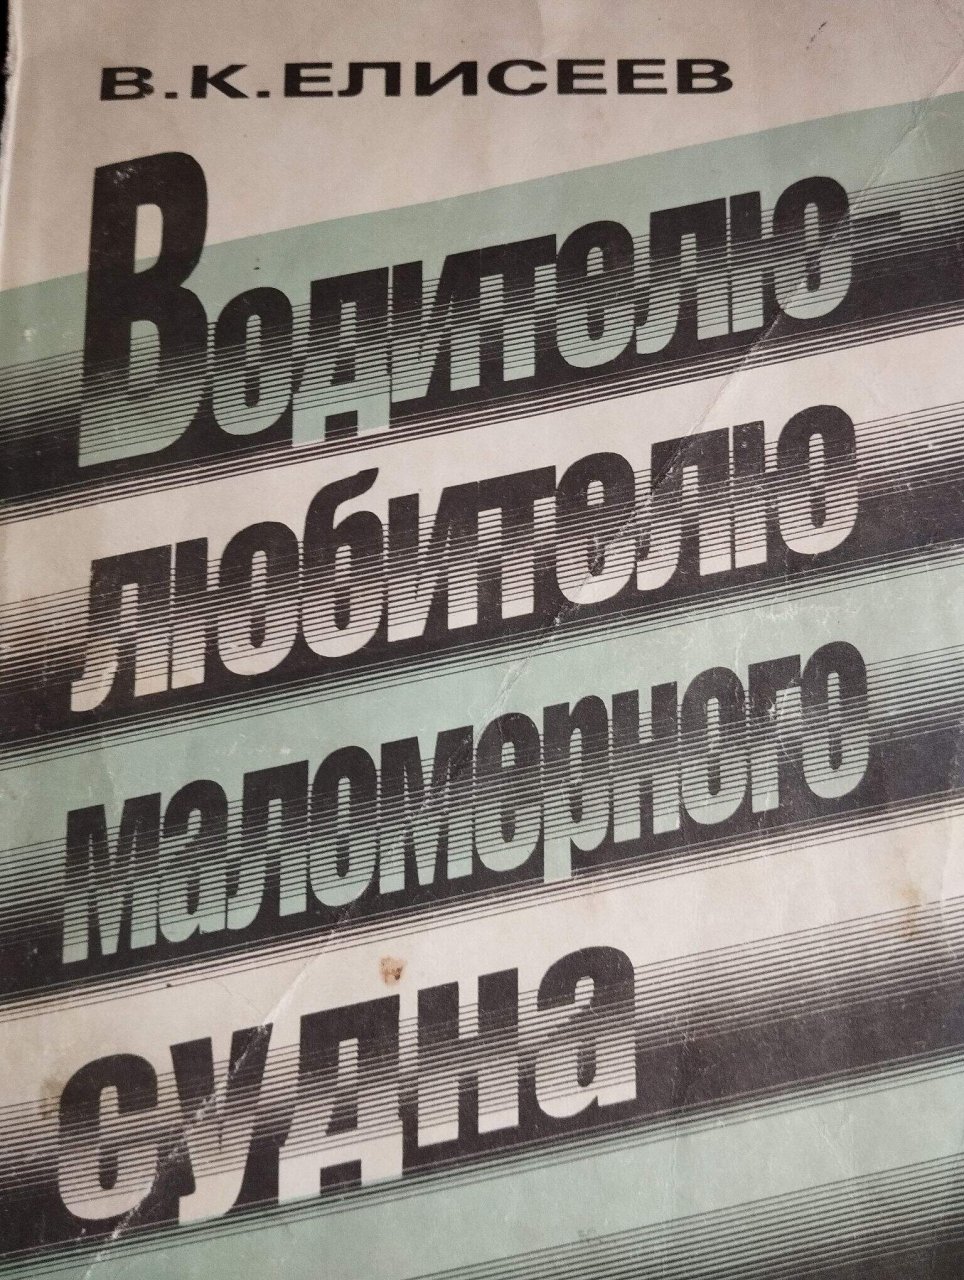 В.К.ЕЛИСЕЕВ
Водителю-
любителю
маломерного
судна